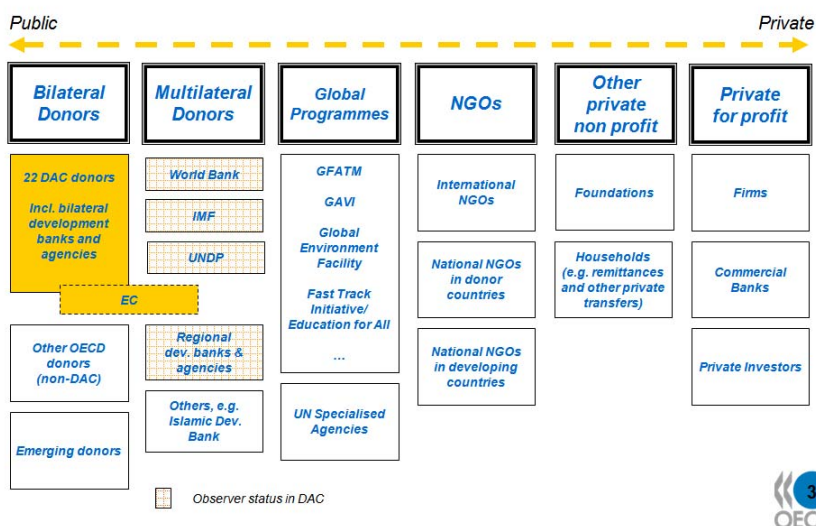 Public
Private
Bilateral
Donors
Multilateral
Donors
Global
Programmes
NGOs
Other
private
non profit
Private
for profit
22 DAC donors
Incl. bilateral
development
banks and
agencies
EC
Other OECD
donors
(non-DAC)
Emerging donors
World Bank
IMF
UNDP
Regional
dev. banks &
agencies
Others, e.g.
Islamic Dev.
Bank
GFATM
GAVI
Global
Environment
Facility
Fast Track
Initiative/
Education for All
…
UN Specialised
Agencies
International
NGOs
National NGOs
in donor
countries
National NGOs
in developing
countries
Foundations
Households
(e.g. remittances
and other private
transfers)
Firms
Commercial
Banks
Private Investors
Observer status in DAC
3
OEC